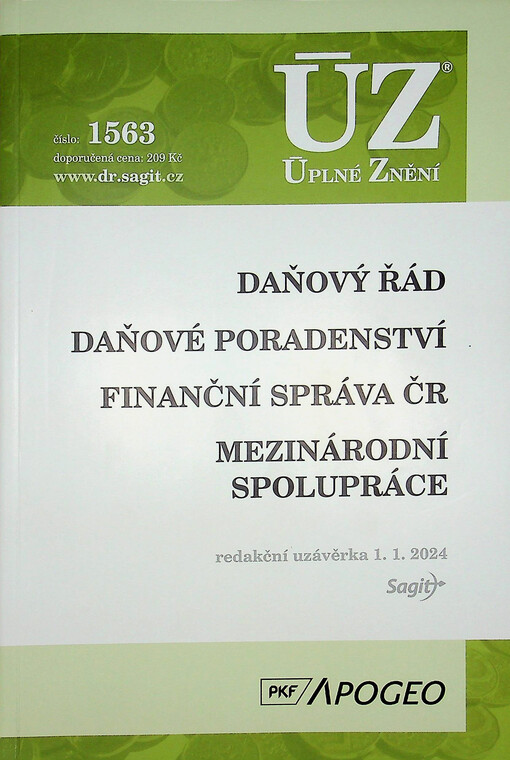 ÚZ®
číslo: 1563
doporučená cena: 209 Kč
www.dr.sagit.cz
ÚPLNÉ ZNĚNÍ
DAŇOVÝ ŘÁD
DAŇOVÉ PORADENSTVÍ
FINANČNÍ SPRÁVA ČR
MEZINÁRODNÍ
SPOLUPRÁCE
redakční uzávěrka 1. 1. 2024
Sagit
PKF APOGEO